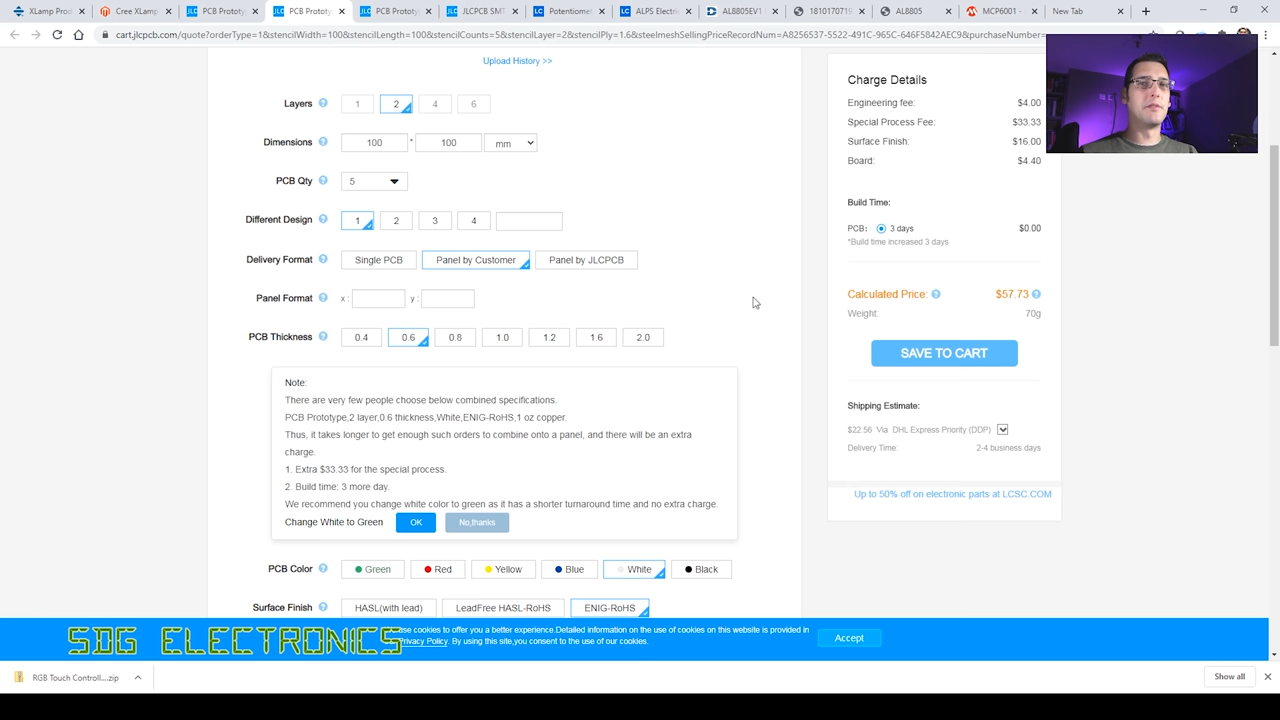 XLamp Prod
Cree XLamp
PCB Prototy
PCB Prototy
PCB Prototy
JLCPCB SMT
Potentiomet
ALPS Electri
AL8805EV1
1810170719
AL8805
MCP6001 -
New Tab
cart.jlcpcb.com/quote?orderType=1&stencilWidth=100&stencilLength=100&stencilCounts=5&stencilLayer=2&stencilPly=1.6&steelmeshSellingPriceRecordNum=A8256537-5522-491C-965C-646F5842AEC9&purchaseNumber=
Upload History >>
Layers 1 2 4 6
Dimensions 100 * 100 mm
PCB Qty 5
Different Design 1 2 3 4
Delivery Format Single PCB Panel by Customer Panel by JLCPCB
Panel Format x : y :
PCB Thickness 0.4 0.6 0.8 1.0 1.2 1.6 2.0
Note:
There are very few people choose below combined specifications.
PCB Prototype,2 layer,0.6 thickness,White,ENIG-RoHS,1 oz copper.
Thus, it takes longer to get enough such orders to combine onto a panel, and there will be an extra
charge.
1. Extra $33.33 for the special process.
2. Build time: 3 more day.
We recommend you change white color to green as it has a shorter turnaround time and no extra charge.
Change White to Green OK No,thanks
PCB Color Green Red Yellow Blue White Black
Surface Finish HASL(with lead) LeadFree HASL-RoHS ENIG-RoHS
Charge Details
Engineering fee: $4.00
Special Process Fee: $33.33
Surface Finish: $16.00
Board: $4.40
Build Time:
PCB: 3 days $0.00
*Build time increased 3 days
Calculated Price: $57.73
Weight: 70g
SAVE TO CART
Shipping Estimate:
$22.56 Via DHL Express Priority (DDP)
Delivery Time: 2-4 business days
Up to 50% off on electronic parts at LCSC.COM
SDG ELECTRONICS
use cookies to offer you a better experience.Detailed information on the use of cookies on this website is provided in
Privacy Policy. By using this site,you consent to the use of our cookies.
Accept
RGB Touch Controll....zip
Show all